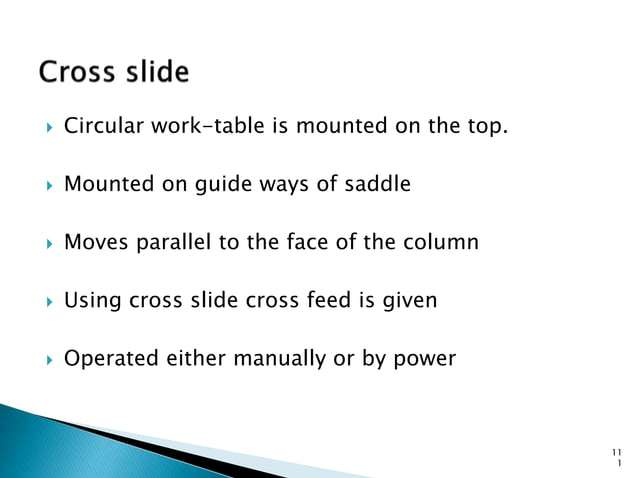 Cross slide
Circular work-table is mounted on the top.
Mounted on guide ways of saddle
Moves parallel to the face of the column
Using cross slide cross feed is given
Operated either manually or by power
11
1